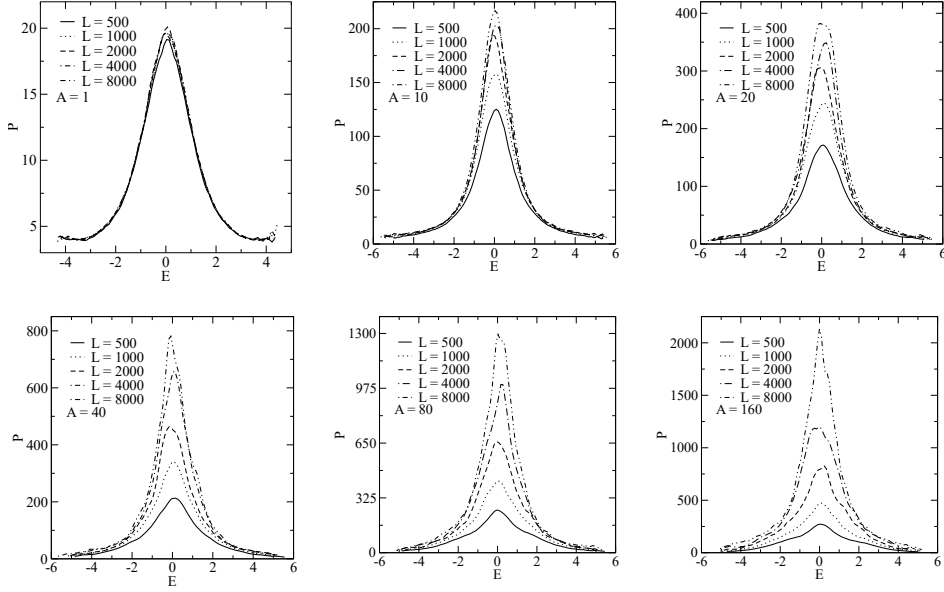 20
15
10
5
P
L = 500
L = 1000
L = 2000
L = 4000
L = 8000
A = 1
-4 -2 0 2 4
E
200
150
100
50
0
P
L = 500
L = 1000
L = 2000
L = 4000
L = 8000
A = 10
-6 -4 -2 0 2 4 6
E
400
300
200
100
0
P
L = 500
L = 1000
L = 2000
L = 4000
L = 8000
A = 20
-6 -4 -2 0 2 4 6
E
800
600
400
200
0
P
L = 500
L = 1000
L = 2000
L = 4000
L = 8000
A = 40
-6 -4 -2 0 2 4 6
E
1300
975
650
325
0
P
L = 500
L = 1000
L = 2000
L = 4000
L = 8000
A = 80
-6 -4 -2 0 2 4 6
E
2000
1500
1000
500
0
P
L = 500
L = 1000
L = 2000
L = 4000
L = 8000
A = 160
-6 -4 -2 0 2 4 6
E